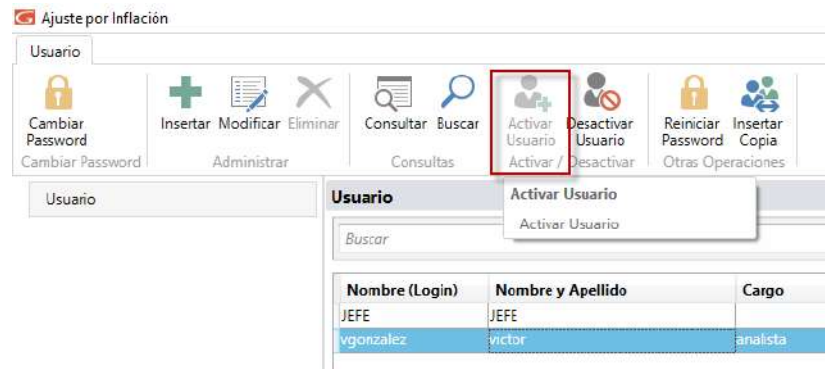 Ajuste por Inflación
Usuario
Cambiar Password
Insertar
Modificar
Eliminar
Consultar
Buscar
Activar Usuario
Desactivar Usuario
Reiniciar Password
Insertar Copia
Cambiar Password
Administrar
Consultas
Activar / Desactivar
Otras Operaciones
Usuario
Usuario
Activar Usuario
Activar Usuario
Buscar
Nombre (Login) Nombre y Apellido Cargo
JEFE JEFE
vgonzalez victor analista